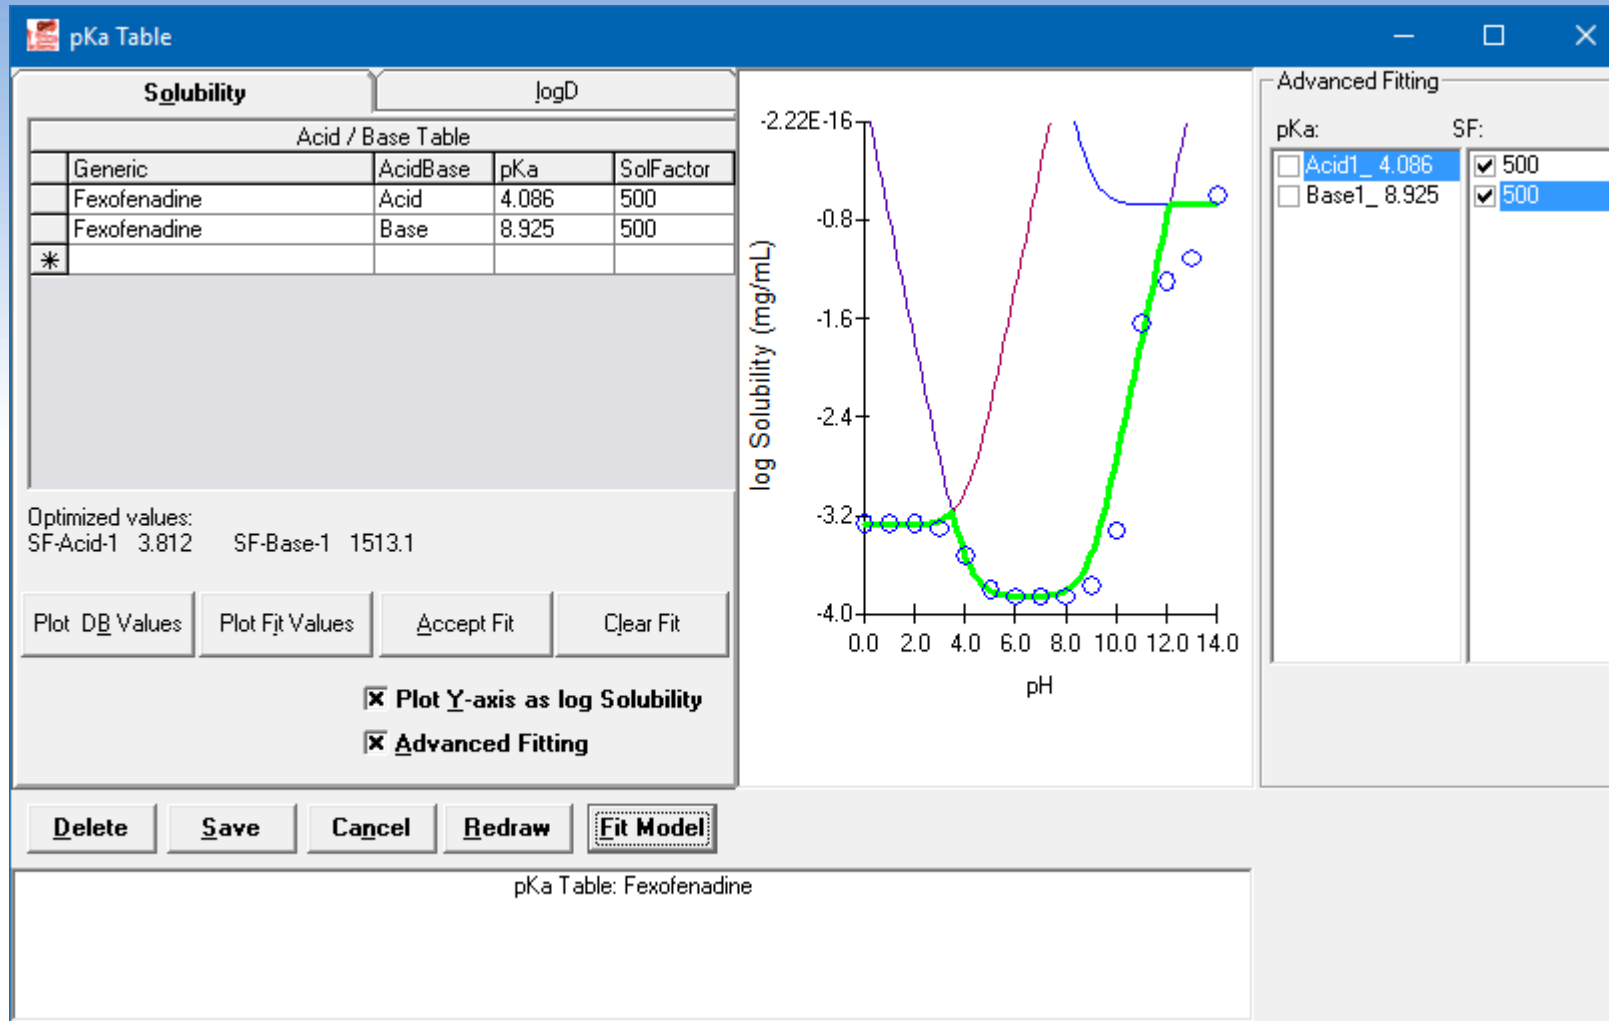 pKa Table
Solubility
logD
Acid / Base Table
Generic AcidBase pKa SolFactor
Fexofenadine Acid 4.086 500
Fexofenadine Base 8.925 500
Optimized values:
SF-Acid-1 3.812 SF-Base-1 1513.1
Plot DB Values Plot Fit Values Accept Fit Clear Fit
Plot Y-axis as log Solubility
Advanced Fitting
log Solubility (mg/mL)
-2.22E-16
-0.8
-1.6
-2.4
-3.2
-4.0
0.0 2.0 4.0 6.0 8.0 10.0 12.0 14.0
pH
Advanced Fitting
pKa: SF:
Acid1_ 4.086 500
Base1_ 8.925 500
Delete Save Cancel Redraw Fit Model
pKa Table: Fexofenadine